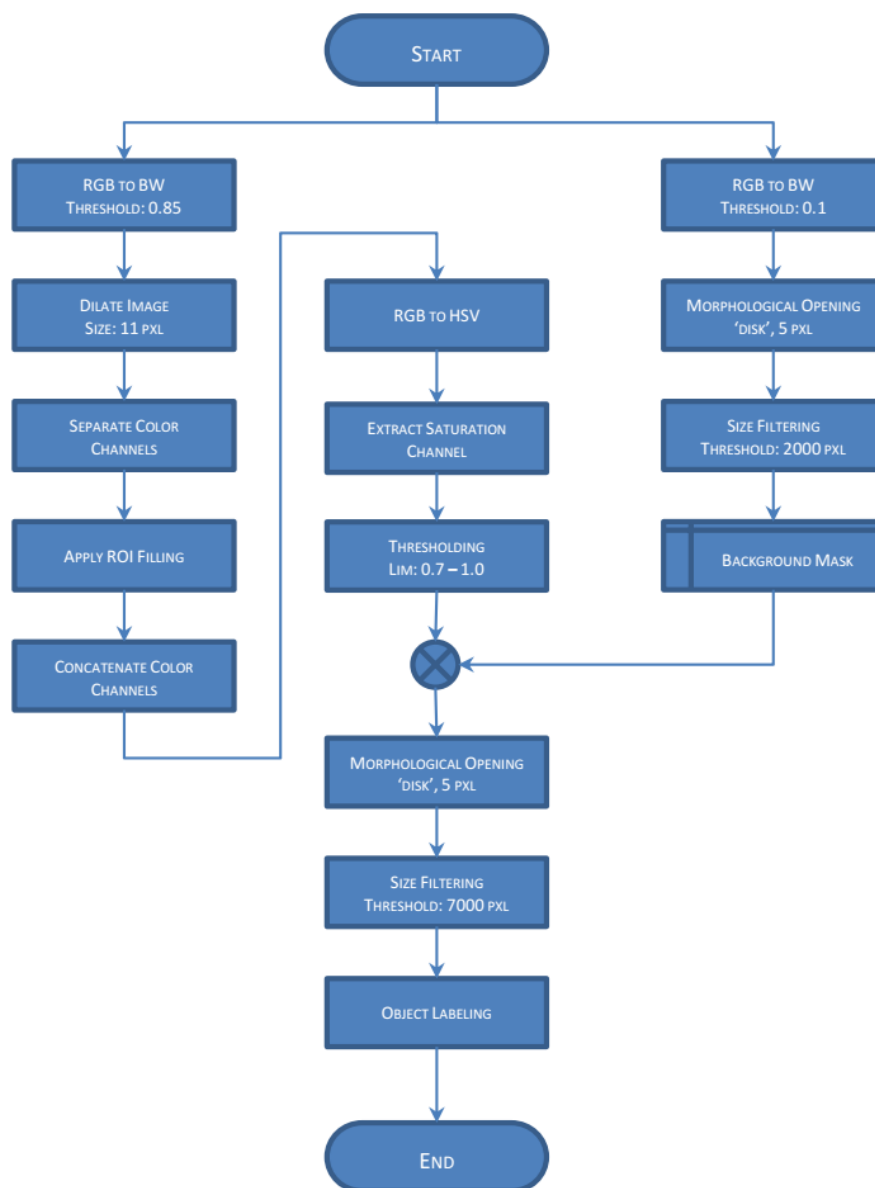 START
RGB TO BW
THRESHOLD: 0.85
DILATE IMAGE
SIZE: 11 PXL
SEPARATE COLOR
CHANNELS
APPLY ROI FILLING
CONCATENATE COLOR
CHANNELS
RGB TO HSV
EXTRACT SATURATION
CHANNEL
THRESHOLDING
LIM: 0.7 – 1.0
RGB TO BW
THRESHOLD: 0.1
MORPHOLOGICAL OPENING
‘DISK’, 5 PXL
SIZE FILTERING
THRESHOLD: 2000 PXL
BACKGROUND MASK
MORPHOLOGICAL OPENING
‘DISK’, 5 PXL
SIZE FILTERING
THRESHOLD: 7000 PXL
OBJECT LABELING
END